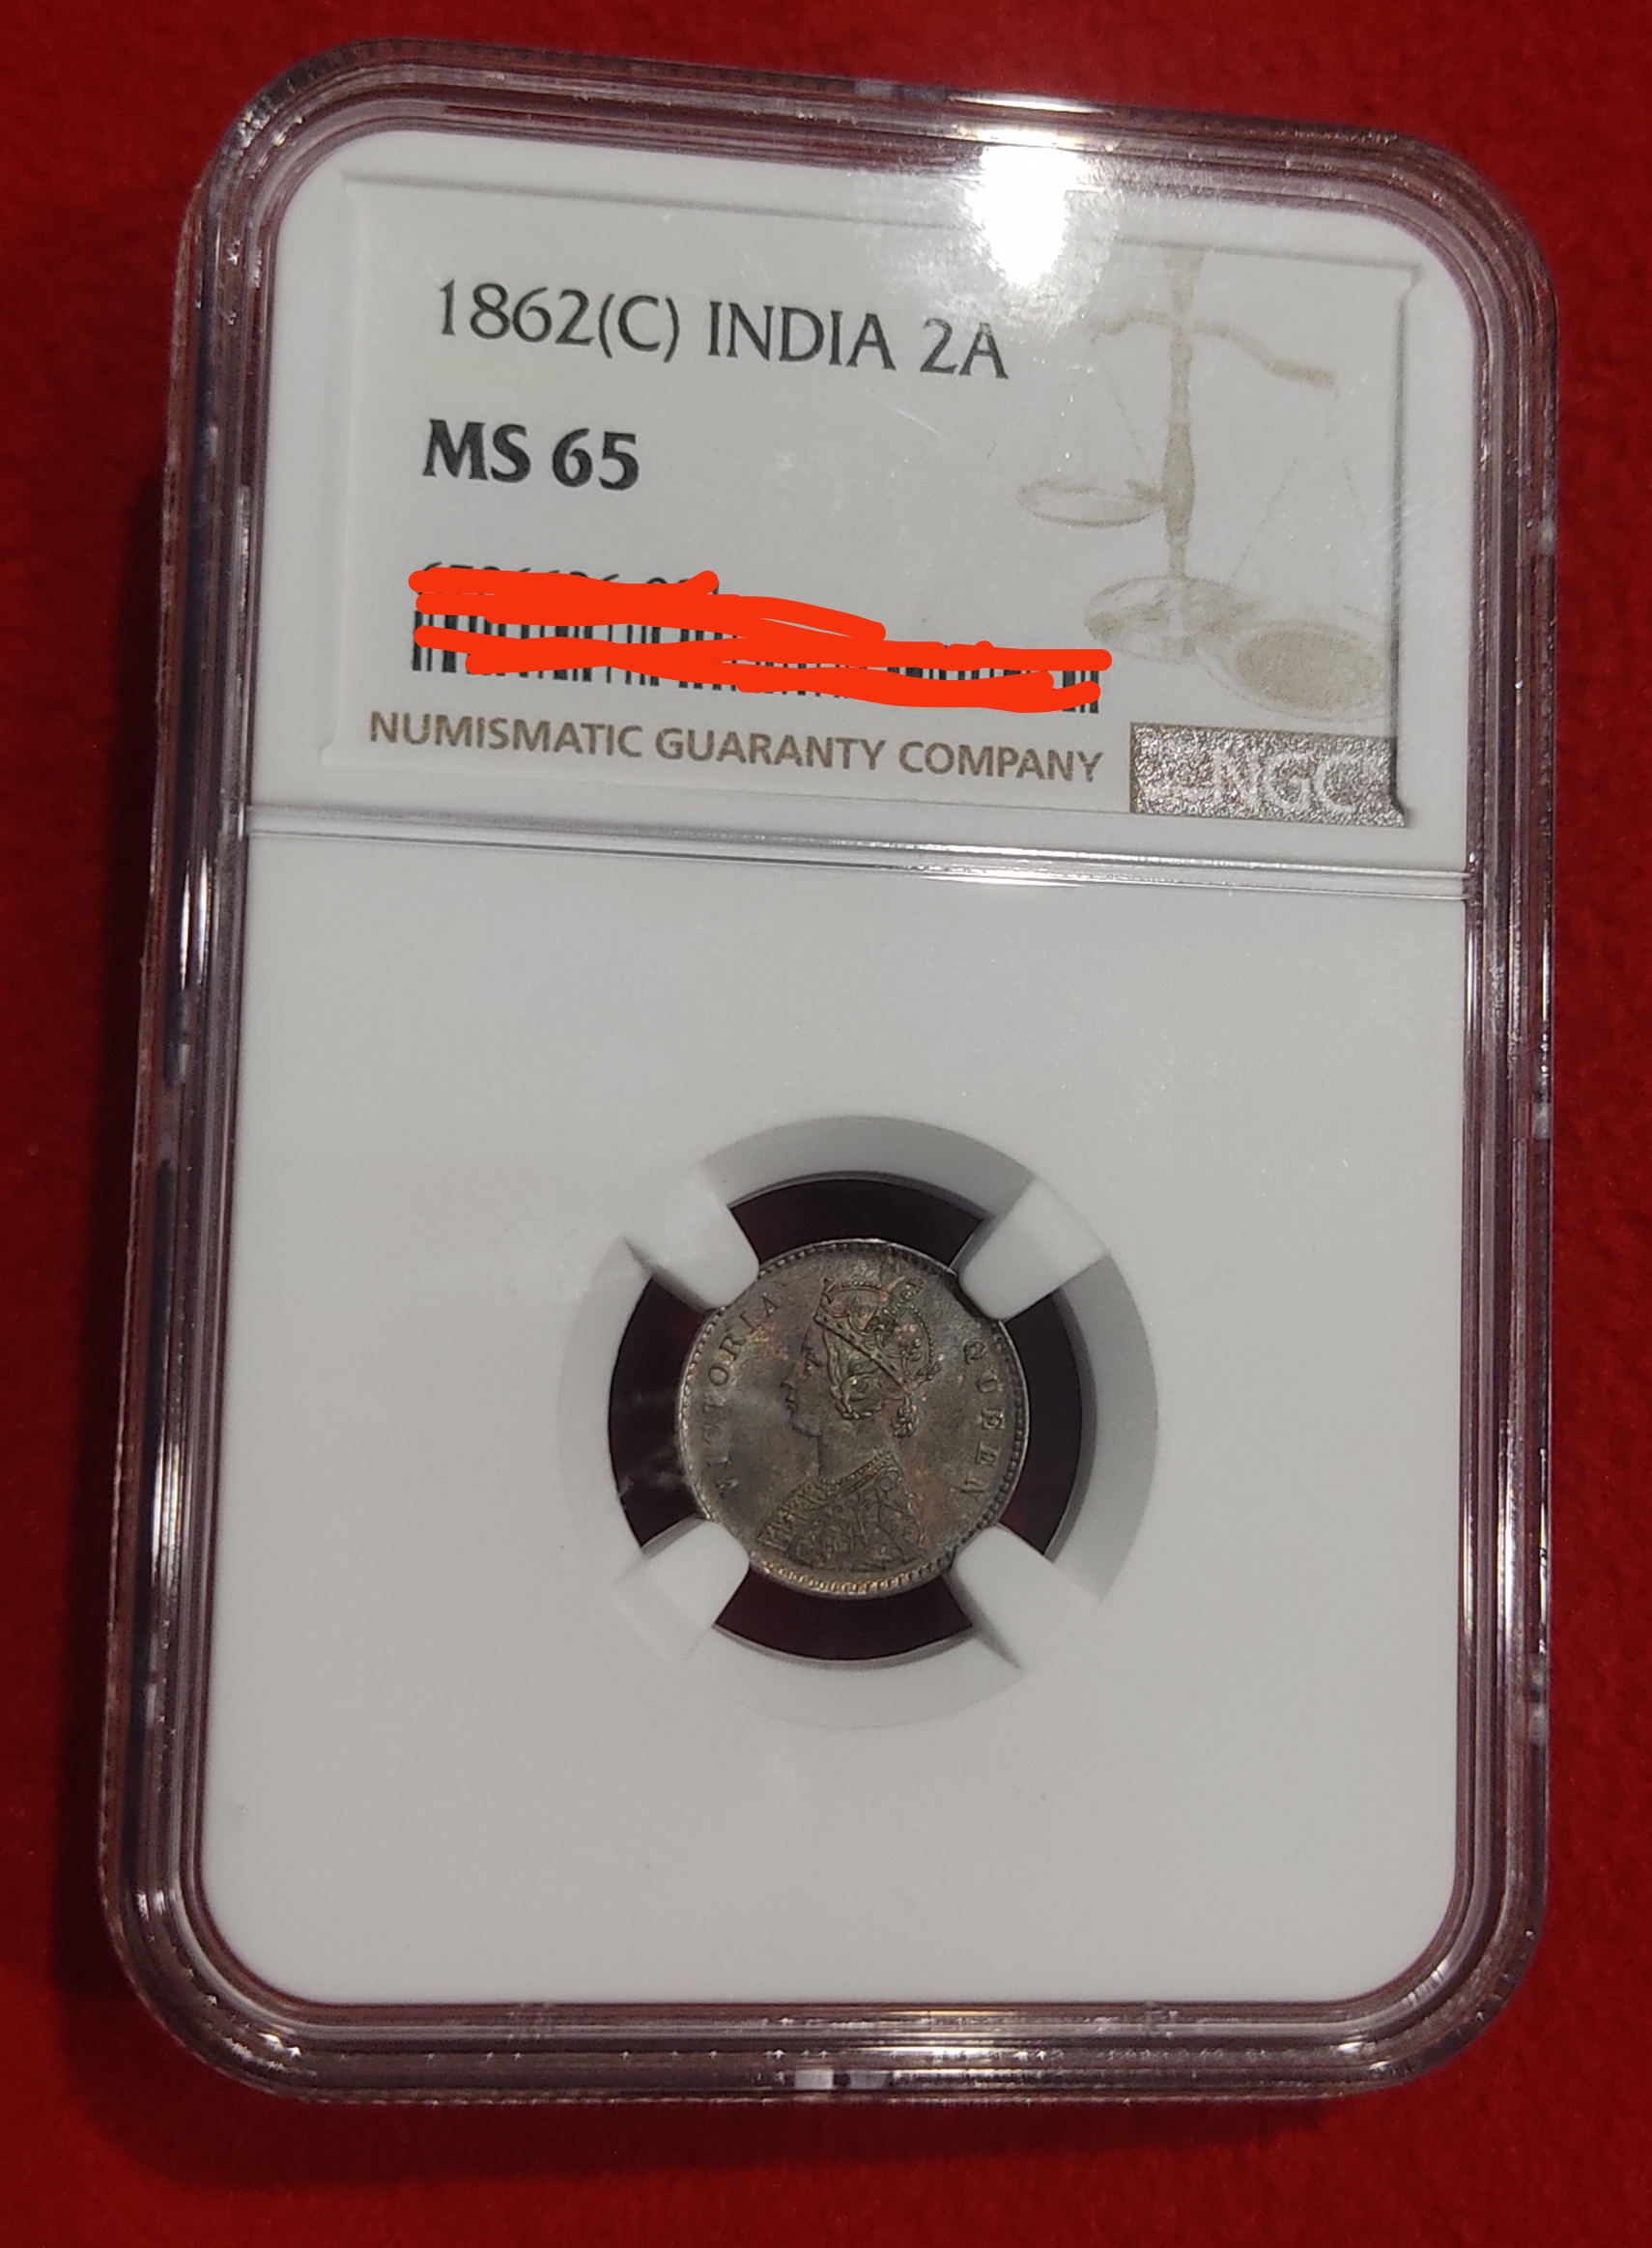 1862(C) INDIA 2A
MS 65
NUMISMATIC GUARANTY COMPANY
NGC
VICTORIA QUEEN